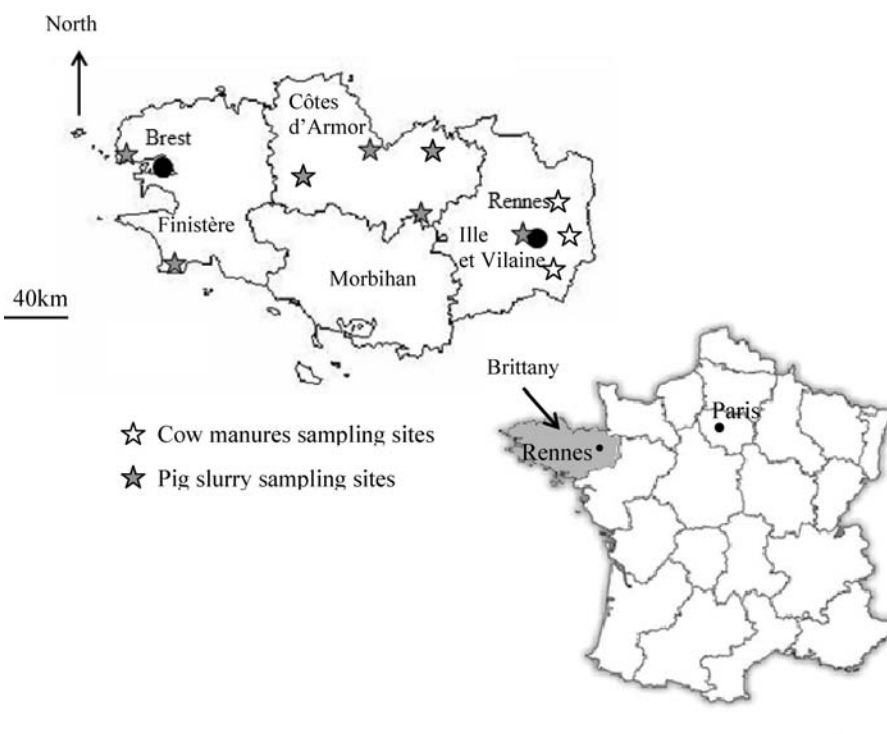 North
Côtes
d'Armor
Brest
Rennes
Finistère
Ille
et Vilaine
Morbihan
40km
Brittany
Paris
Rennes
Cow manures sampling sites
Pig slurry sampling sites